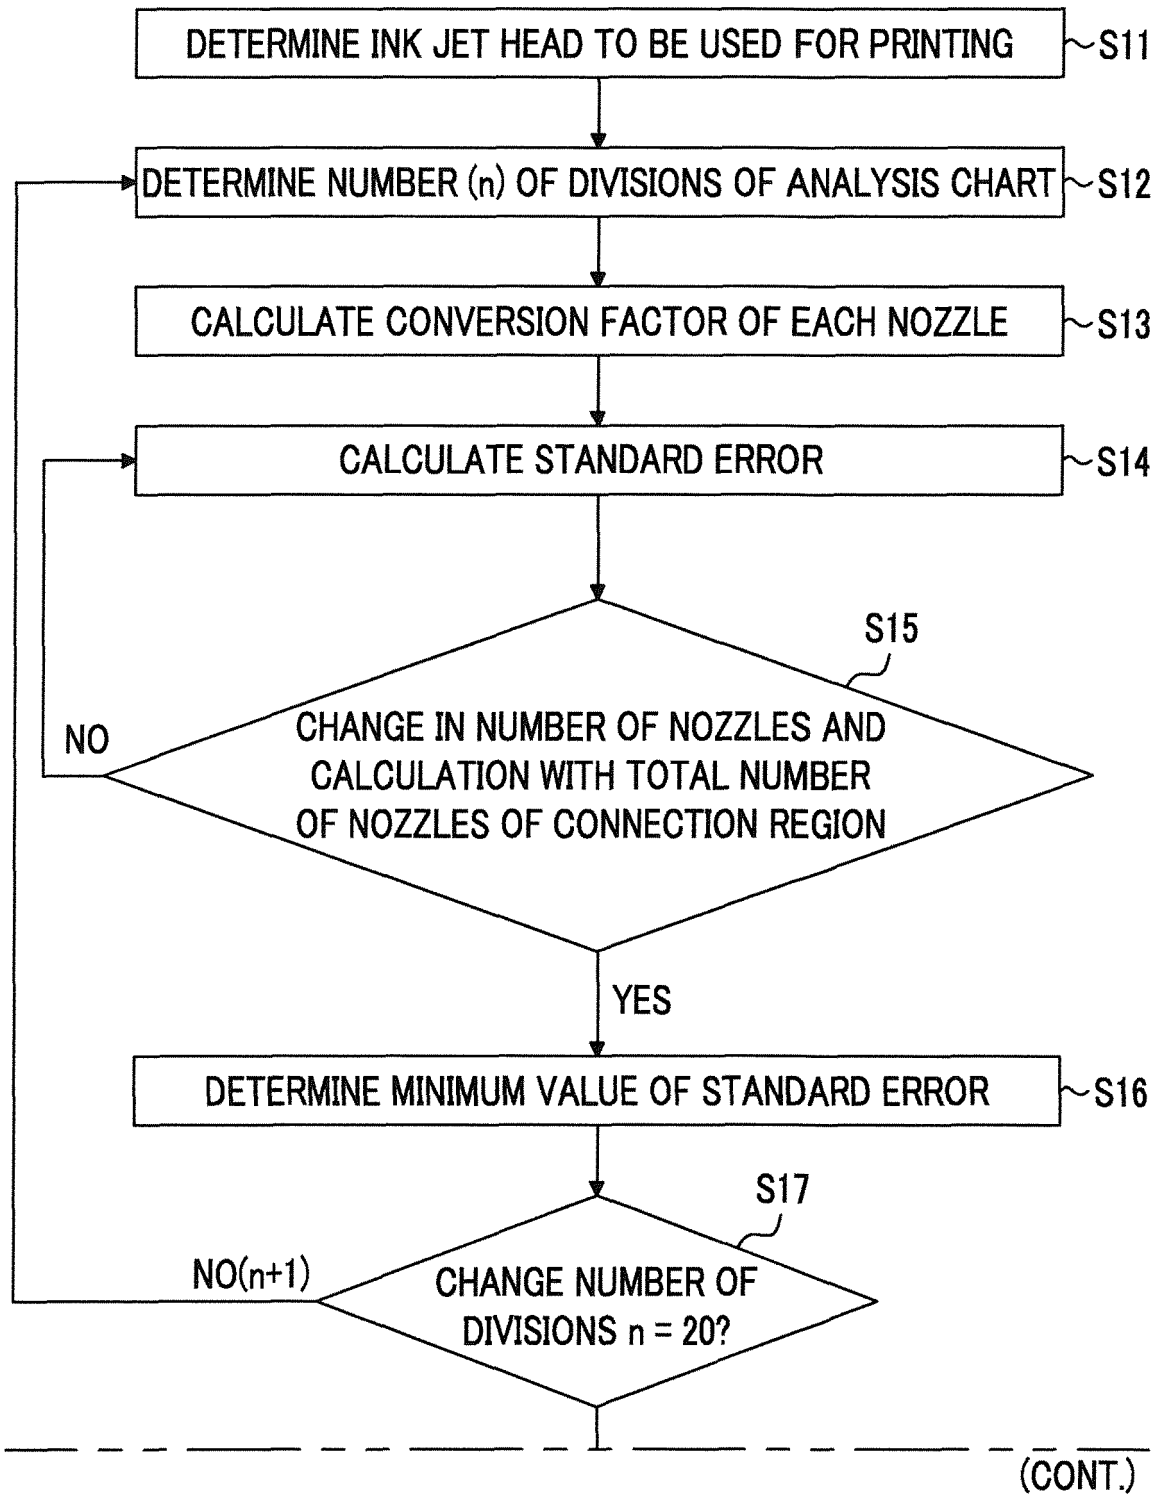 DETERMINE INK JET HEAD TO BE USED FOR PRINTING
S11
DETERMINE NUMBER (n) OF DIVISIONS OF ANALYSIS CHART
S12
CALCULATE CONVERSION FACTOR OF EACH NOZZLE
S13
CALCULATE STANDARD ERROR
S14
S15
CHANGE IN NUMBER OF NOZZLES AND
CALCULATION WITH TOTAL NUMBER
OF NOZZLES OF CONNECTION REGION
NO
YES
DETERMINE MINIMUM VALUE OF STANDARD ERROR
S16
S17
NO(n+1)
CHANGE NUMBER OF
DIVISIONS n = 20?
(CONT.)